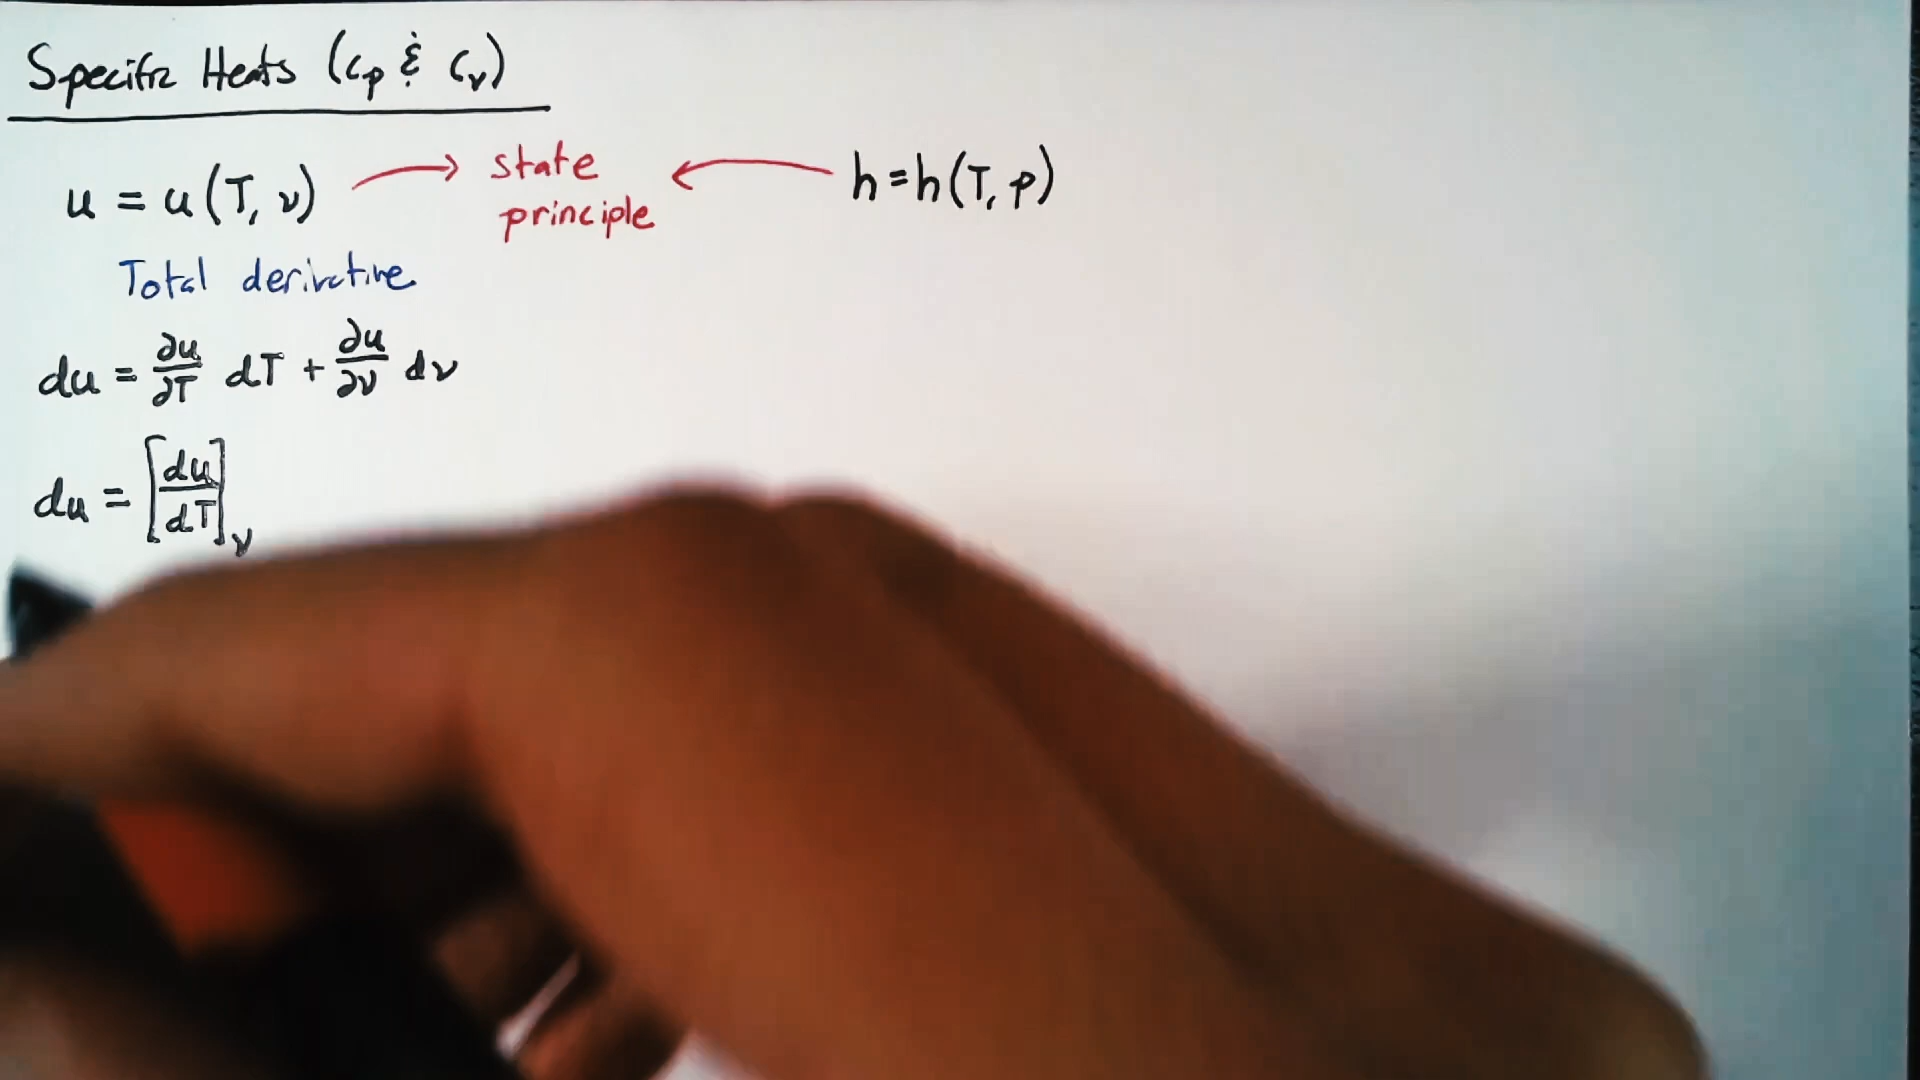 Specific Heats (cp & cv)
u = u(T, v) → state principle ← h = h(T, p)
Total derivative
du = ∂u/∂T dT + ∂u/∂v dv
du = [du/dT]v